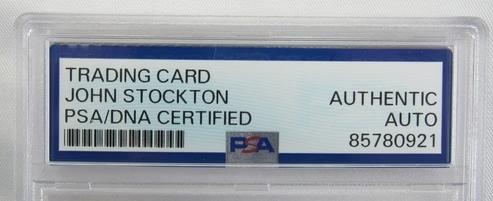 TRADING CARD
JOHN STOCKTON
PSA/DNA CERTIFIED
AUTHENTIC
AUTO
85780921
PSA